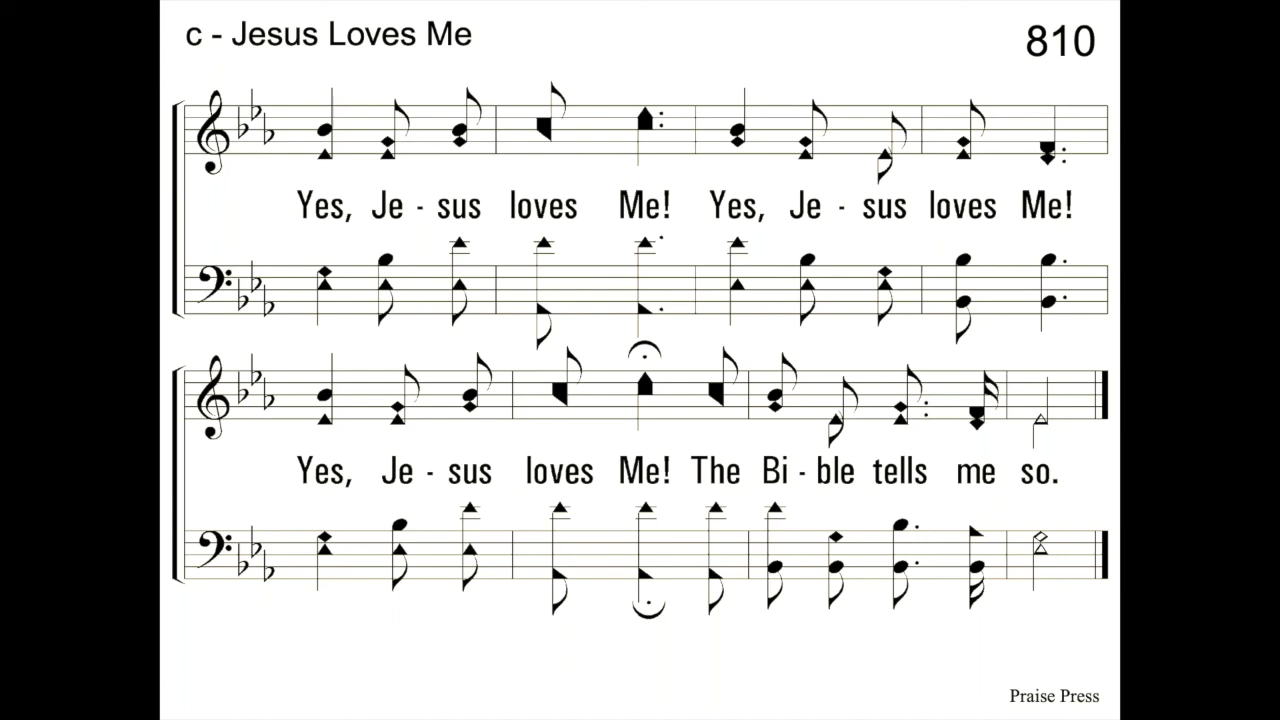 c - Jesus Loves Me
810
Yes, Je - sus loves Me! Yes, Je - sus loves Me!
Yes, Je - sus loves Me! The Bi - ble tells me so.
Praise Press